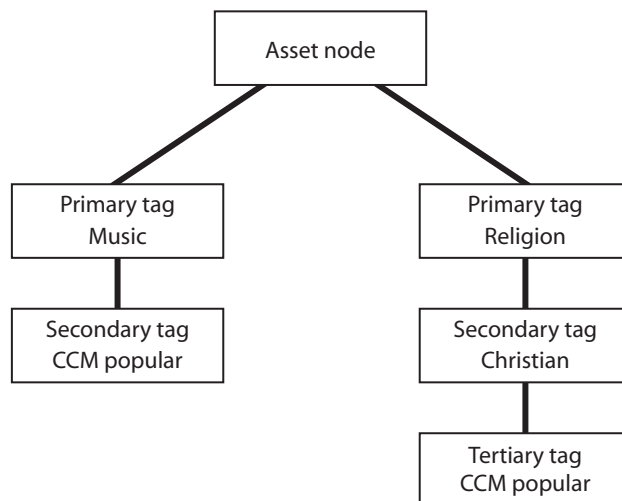 Asset node
Primary tag
Music
Primary tag
Religion
Secondary tag
CCM popular
Secondary tag
Christian
Tertiary tag
CCM popular